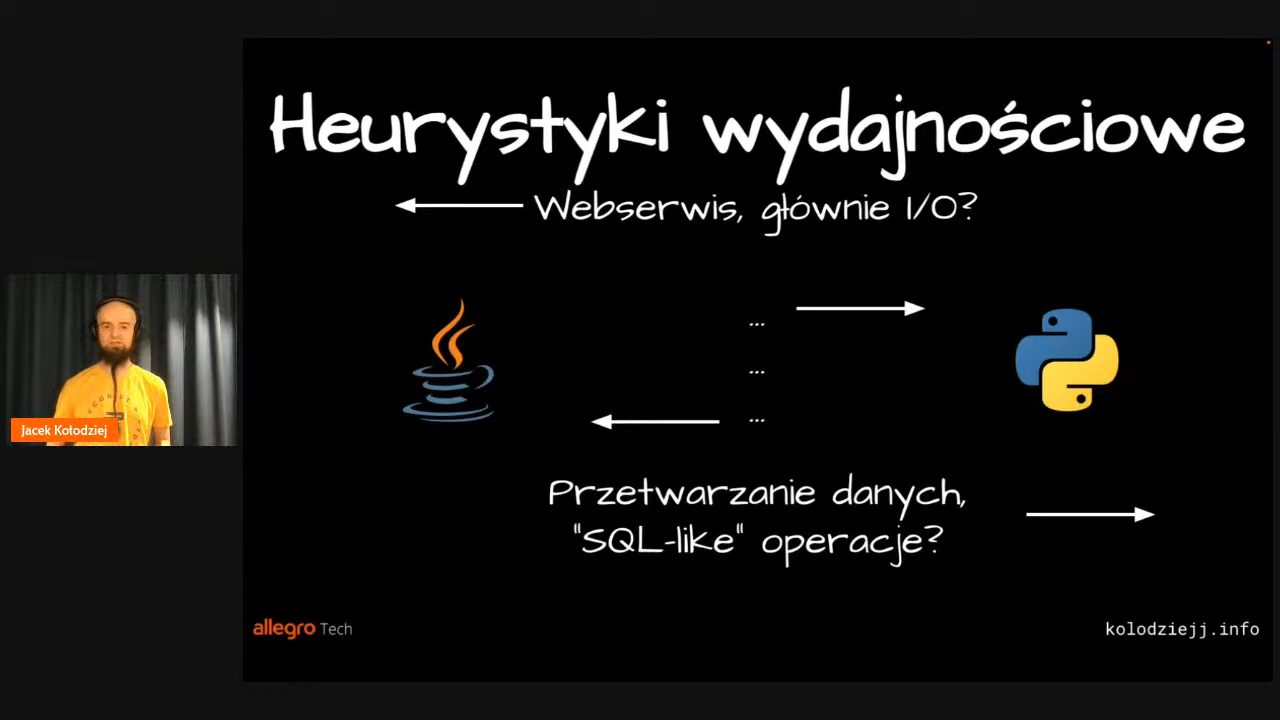 Heurystyki wydajnościowe
Webserwis, głównie I/O?
...
...
...
Przetwarzanie danych,
"SQL-like" operacje?
Jacek Kołodziej
allegro Tech
kolodziejj.info